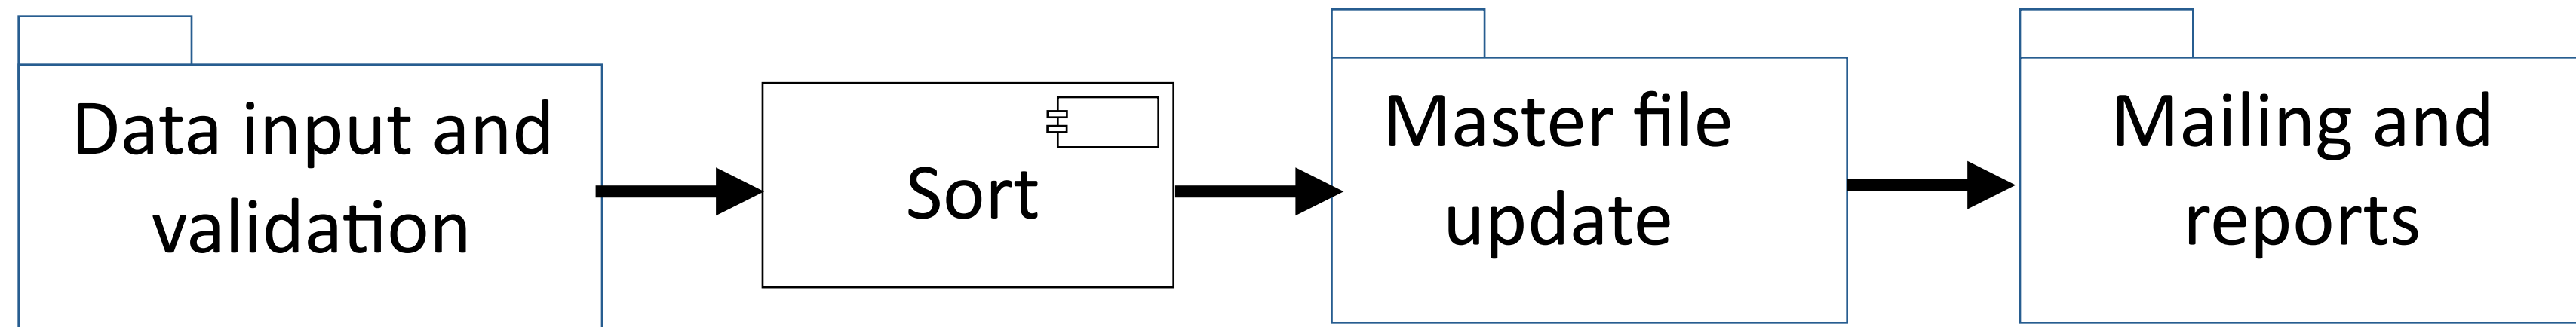 Data input and
validation
Sort
Master file
update
Mailing and
reports